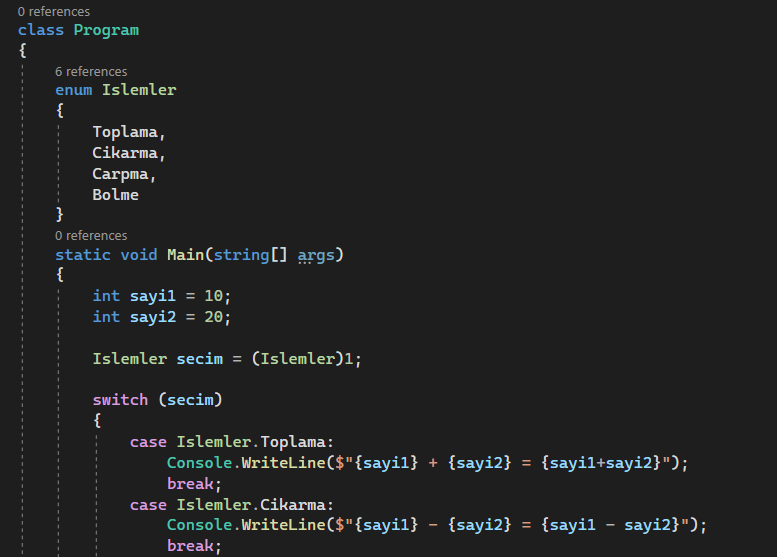 0 references
class Program
{
6 references
enum Islemler
{
Toplama,
Cikarma,
Carpma,
Bolme
}
0 references
static void Main(string[] args)
{
int sayi1 = 10;
int sayi2 = 20;
Islemler secim = (Islemler)1;
switch (secim)
{
case Islemler.Toplama:
Console.WriteLine($"{sayi1} + {sayi2} = {sayi1+sayi2}");
break;
case Islemler.Cikarma:
Console.WriteLine($"{sayi1} - {sayi2} = {sayi1 - sayi2}");
break;